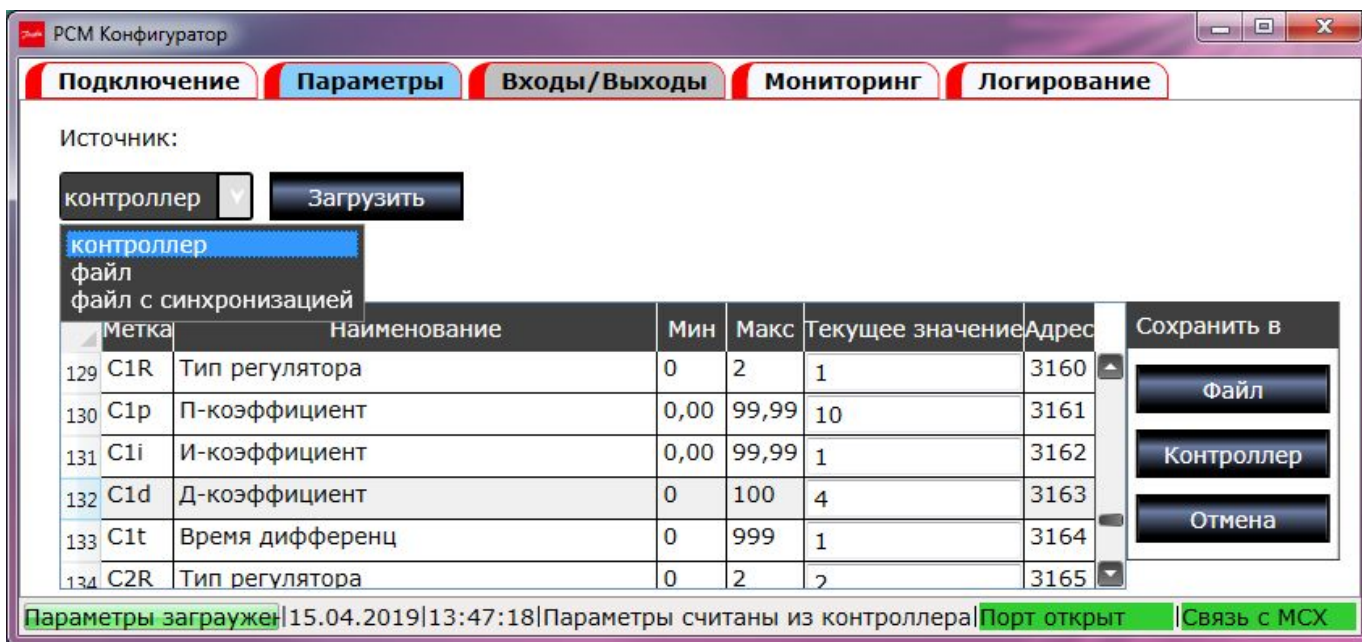 РСМ Конфигуратор
Подключение Параметры Входы/Выходы Мониторинг Логирование
Источник:
контроллер Загрузить
контроллер
файл
файл с синхронизацией
Метка Наименование Мин Макс Текущее значение Адрес Сохранить в
129 C1R Тип регулятора 0 2 1 3160 Файл
130 C1p П-коэффициент 0,00 99,99 10 3161
131 C1i И-коэффициент 0,00 99,99 1 3162 Контроллер
132 C1d Д-коэффициент 0 100 4 3163
133 C1t Время дифференц 0 999 1 3164 Отмена
134 C2R Тип регулятора 0 2 2 3165
Параметры заграужен|15.04.2019|13:47:18|Параметры считаны из контроллера|Порт открыт |Связь с МСХ